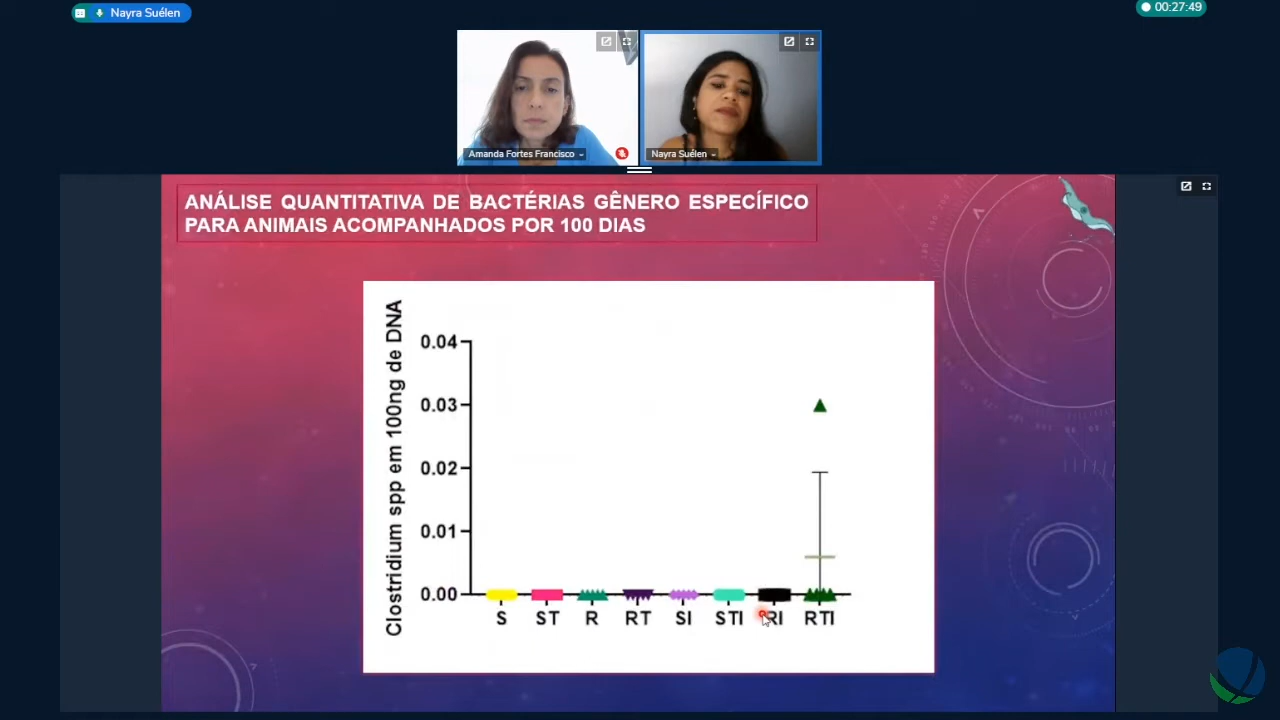 Nayra Suélen
00:27:49
Amanda Fortes Francisco
Nayra Suélen
ANÁLISE QUANTITATIVA DE BACTÉRIAS GÊNERO ESPECÍFICO
PARA ANIMAIS ACOMPANHADOS POR 100 DIAS
Clostridium spp em 100ng de DNA
0.04
0.03
0.02
0.01
0.00
S ST R RT SI STI RI RTI